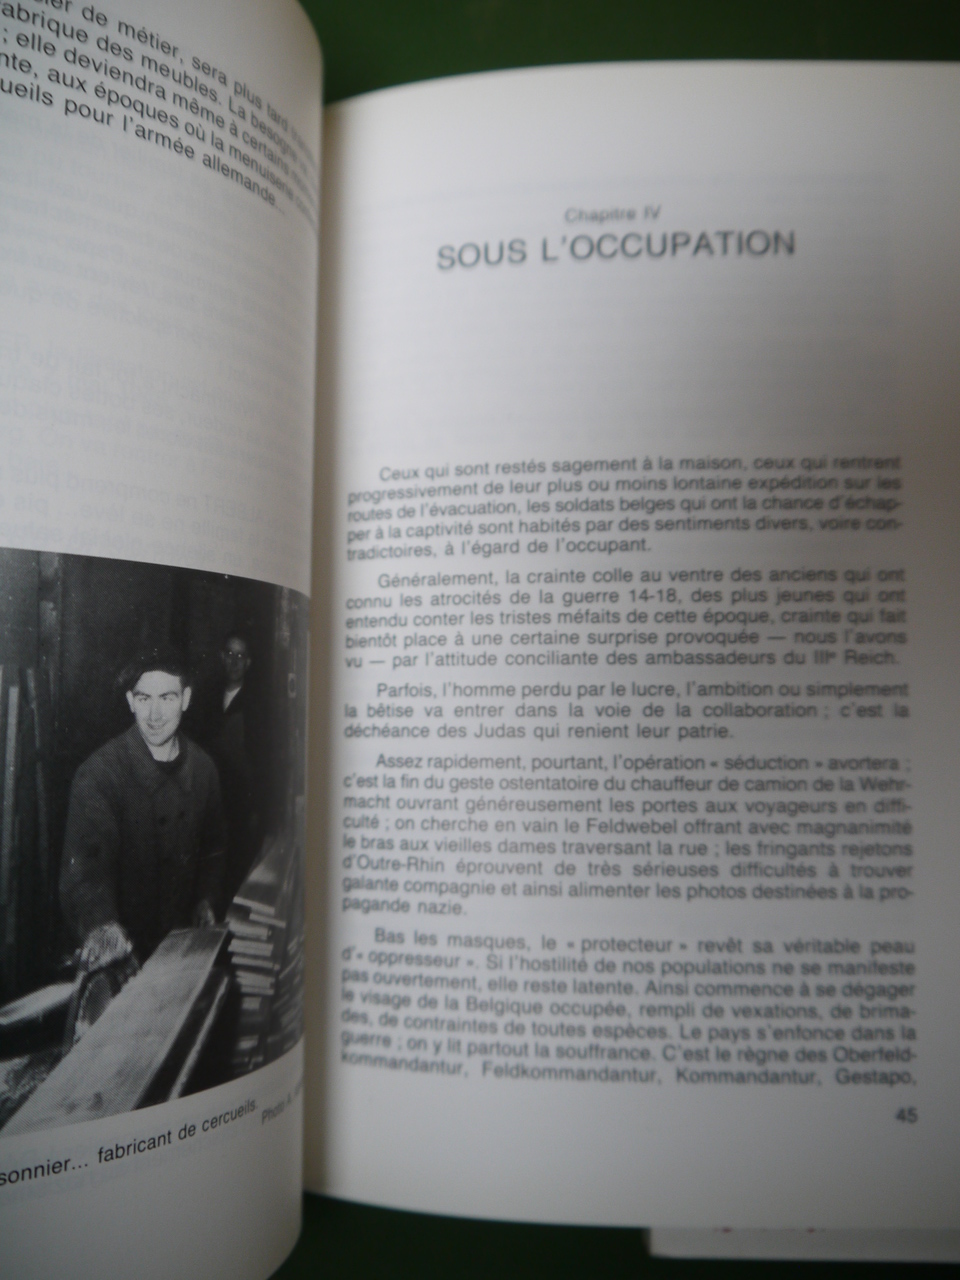 de métier, sera plus tard
fabrique des meubles. La besogne
; elle deviendra même à certains
aux époques où la menuiserie
pour l'armée allemande...
sonnier... fabricant de cercueils.
Photo A.
Chapitre IV
SOUS L'OCCUPATION
Ceux qui sont restés sagement à la maison, ceux qui rentrent
progressivement de leur plus ou moins lontaine expédition sur les
routes de l'évacuation, les soldats belges qui ont la chance d'échap-
per à la captivité sont habités par des sentiments divers, voire con-
tradictoires, à l'égard de l'occupant.
Généralement, la crainte colle au ventre des anciens qui ont
connu les atrocités de la guerre 14-18, des plus jeunes qui ont
entendu conter les tristes méfaits de cette époque, crainte qui fait
bientôt place à une certaine surprise provoquée — nous l'avons
vu — par l'attitude conciliante des ambassadeurs du IIIe Reich.
Parfois, l'homme perdu par le lucre, l'ambition ou simplement
la bêtise va entrer dans la voie de la collaboration ; c'est la
déchéance des Judas qui renient leur patrie.
Assez rapidement, pourtant, l'opération « séduction » avortera ;
c'est la fin du geste ostentatoire du chauffeur de camion de la Wehr-
macht ouvrant généreusement les portes aux voyageurs en diffi-
culté ; on cherche en vain le Feldwebel offrant avec magnanimité
le bras aux vieilles dames traversant la rue ; les fringants rejetons
d'Outre-Rhin éprouvent de très sérieuses difficultés à trouver
galante compagnie et ainsi alimenter les photos destinées à la pro-
pagande nazie.
Bas les masques, le « protecteur » revêt sa véritable peau
d'« oppresseur ». Si l'hostilité de nos populations ne se manifeste
pas ouvertement, elle reste latente. Ainsi commence à se dégager
le visage de la Belgique occupée, rempli de vexations, de brima-
des, de contraintes de toutes espèces. Le pays s'enfonce dans la
guerre ; on y lit partout la souffrance. C'est le règne des Oberfeld-
kommandantur, Feldkommandantur, Kommandantur, Gestapo,
45